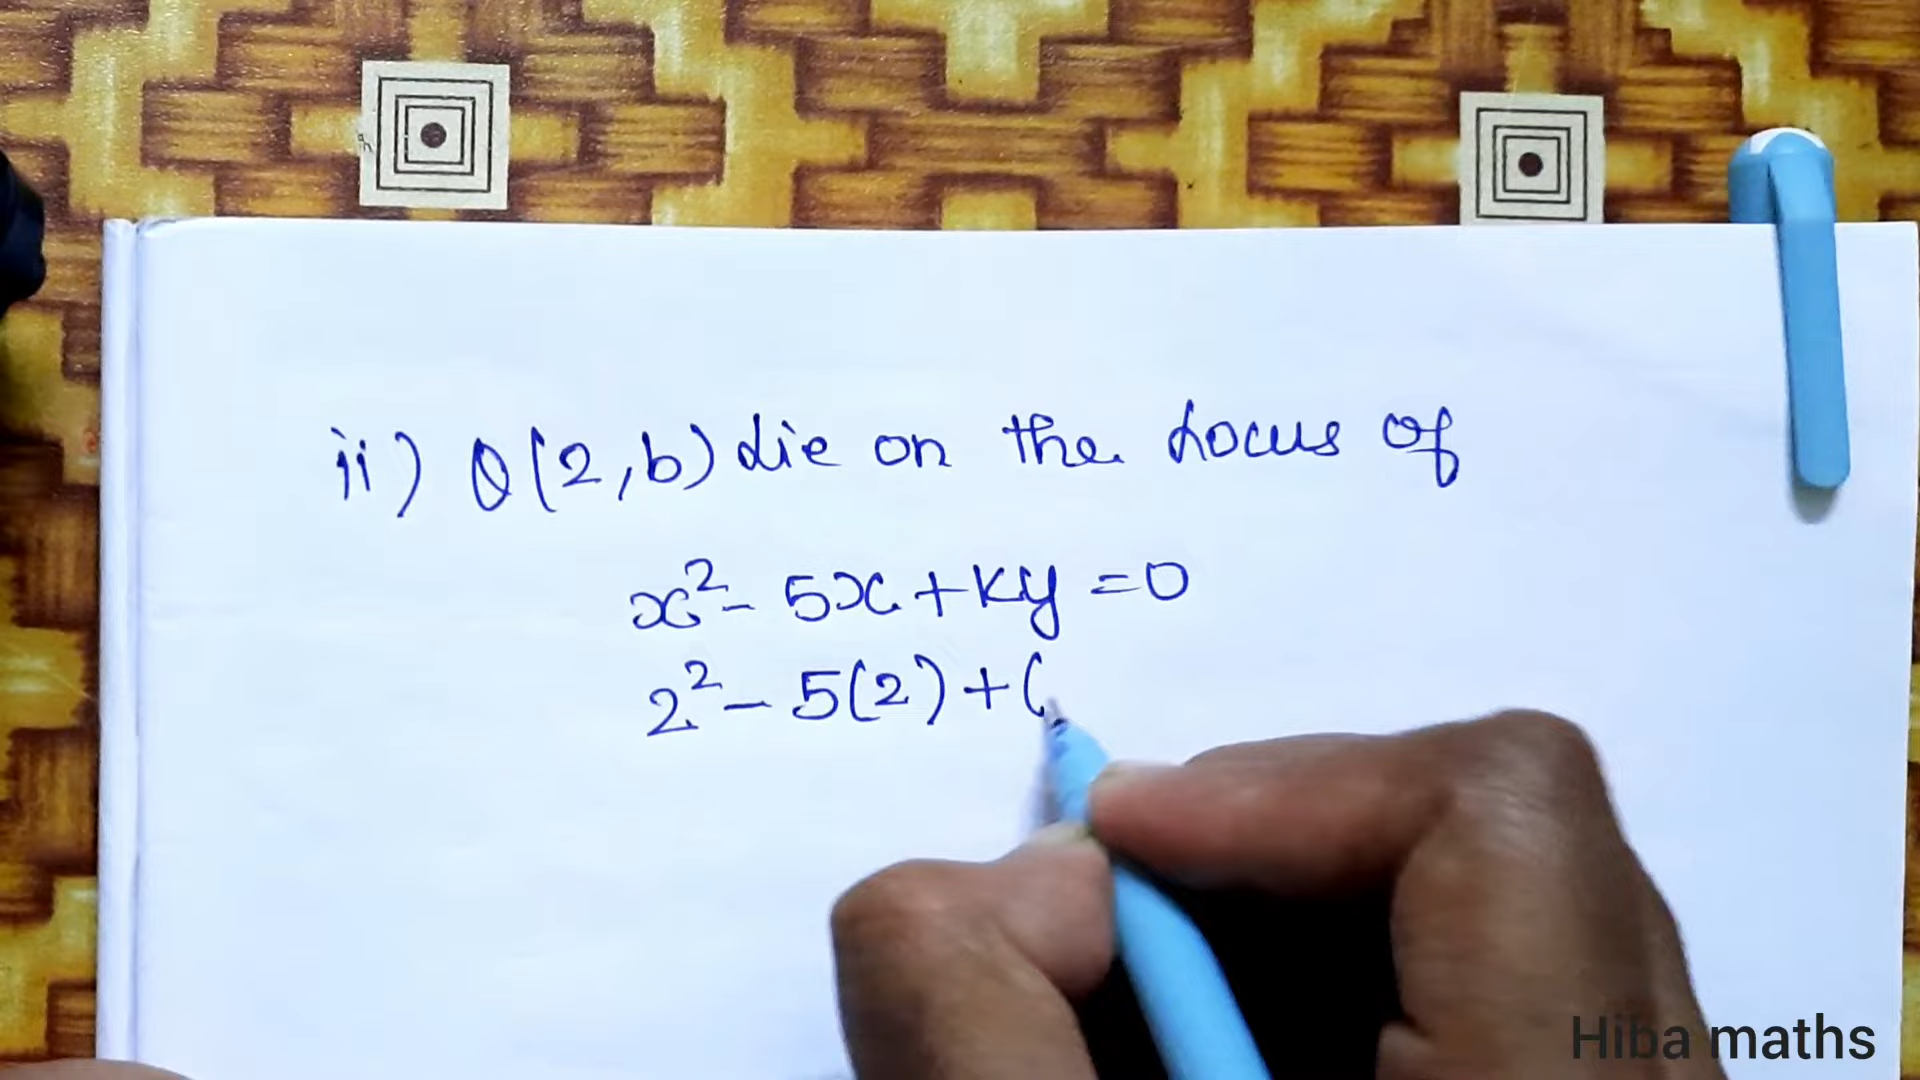 ii) Q(2,b) lie on the Locus of
x² - 5x + ky = 0
2² - 5(2) + (
Hiba maths